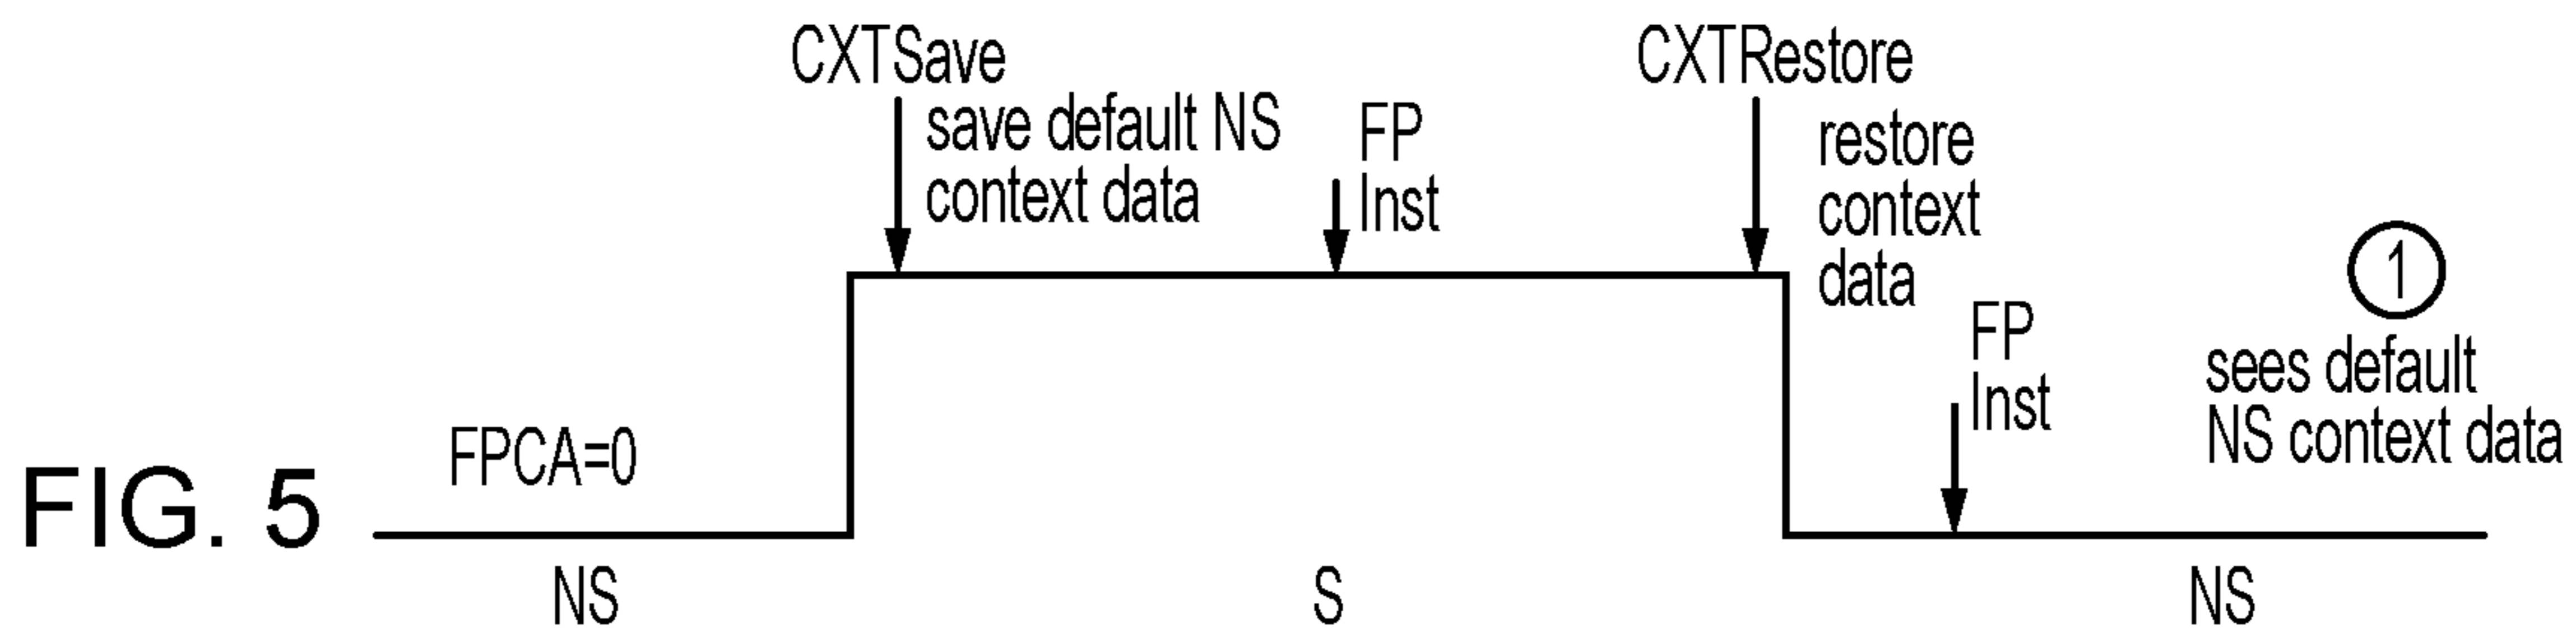 CXTSave
save default NS
context data
FP
Inst
CXTRestore
restore
context
data
FP
Inst
1
sees default
NS context data
FIG. 5
FPCA=0
NS
S
NS